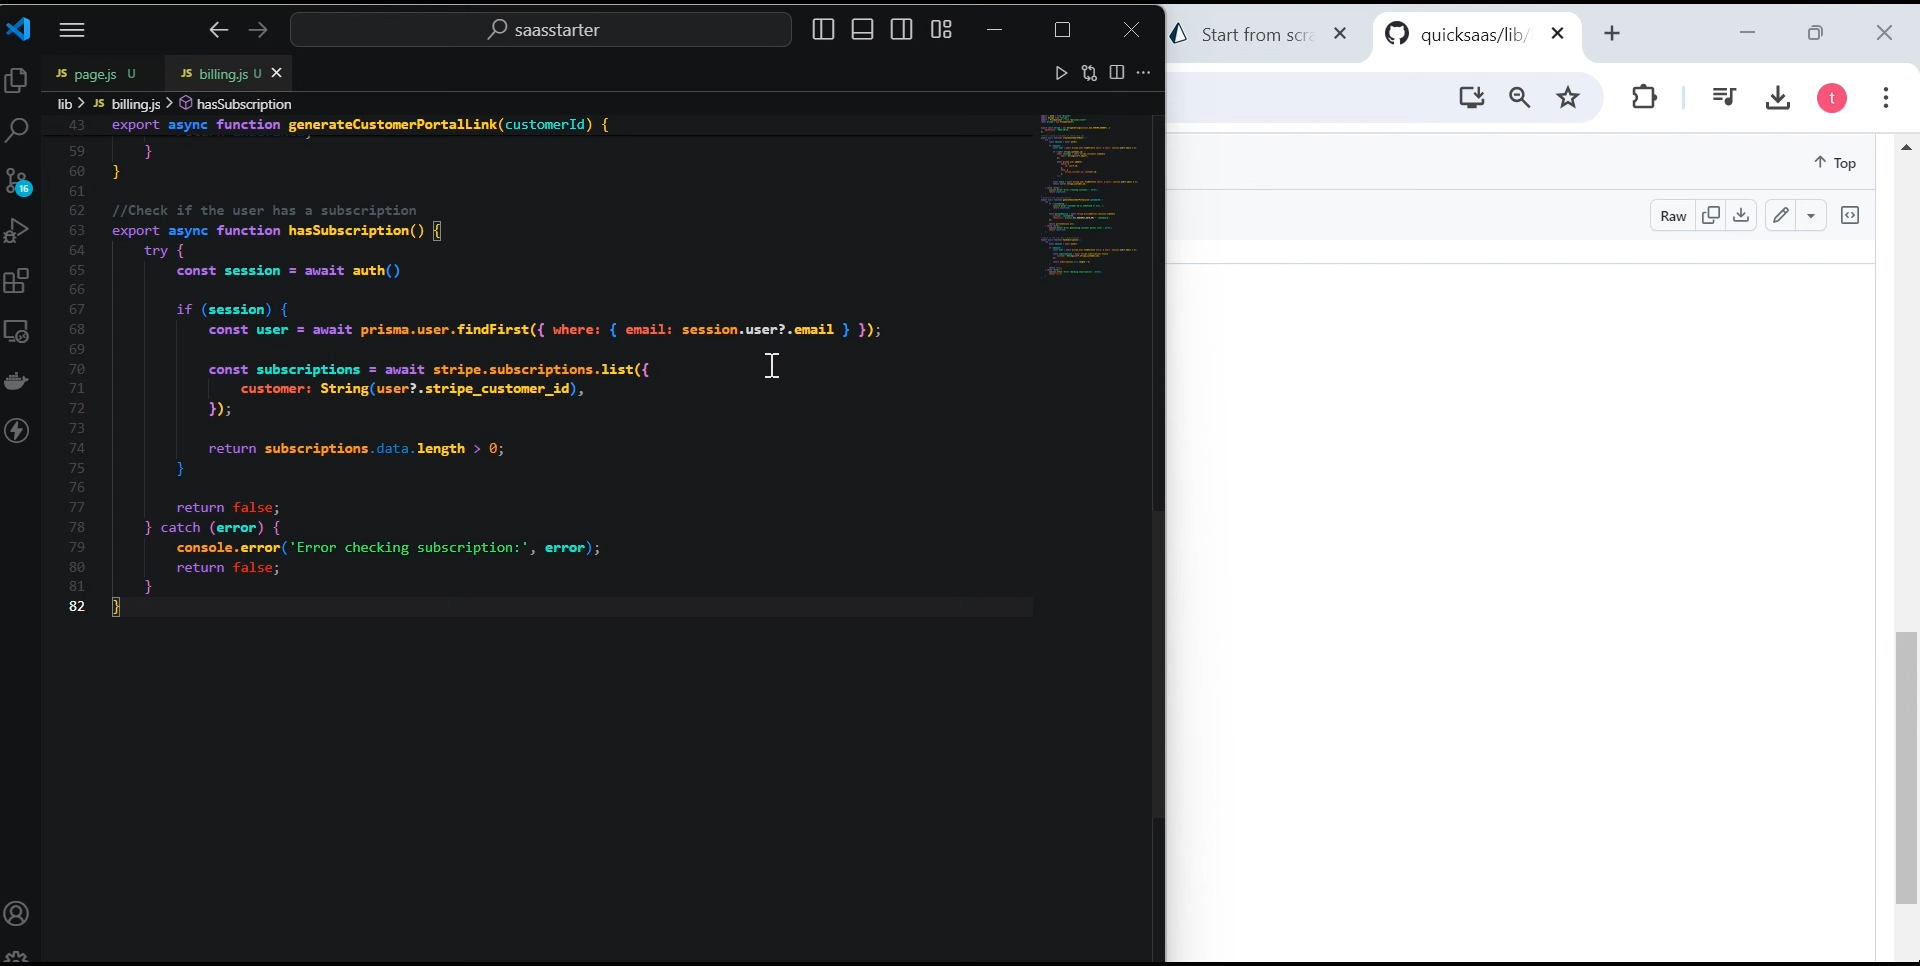 saasstarter
JS page.js U
JS billing.js U
lib > JS billing.js > hasSubscription
16
43 export async function generateCustomerPortalLink(customerId) {
59 }
60 }
61
62 //Check if the user has a subscription
63 export async function hasSubscription() {
64 try {
65 const session = await auth()
66
67 if (session) {
68 const user = await prisma.user.findFirst({ where: { email: session.user?.email } });
69
70 const subscriptions = await stripe.subscriptions.list({
71 customer: String(user?.stripe_customer_id),
72 });
73
74 return subscriptions.data.length > 0;
75 }
76
77 return false;
78 } catch (error) {
79 console.error('Error checking subscription:', error);
80 return false;
81 }
82 }
Start from scra
quicksaas/lib/
t
Top
Raw